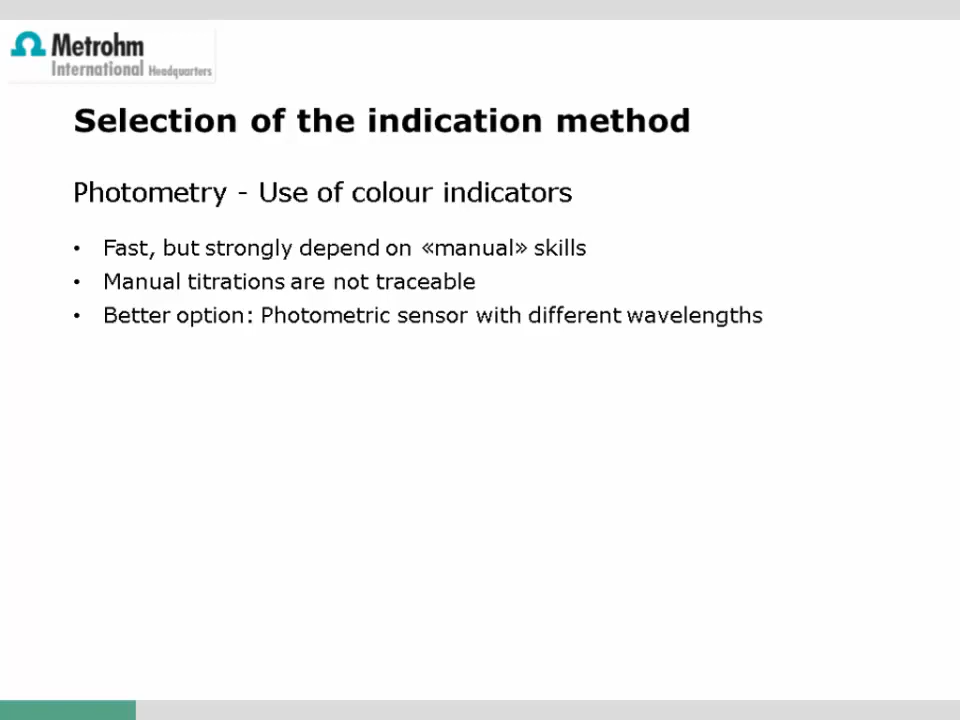 Metrohm
International Headquarters
Selection of the indication method
Photometry - Use of colour indicators
• Fast, but strongly depend on «manual» skills
• Manual titrations are not traceable
• Better option: Photometric sensor with different wavelengths